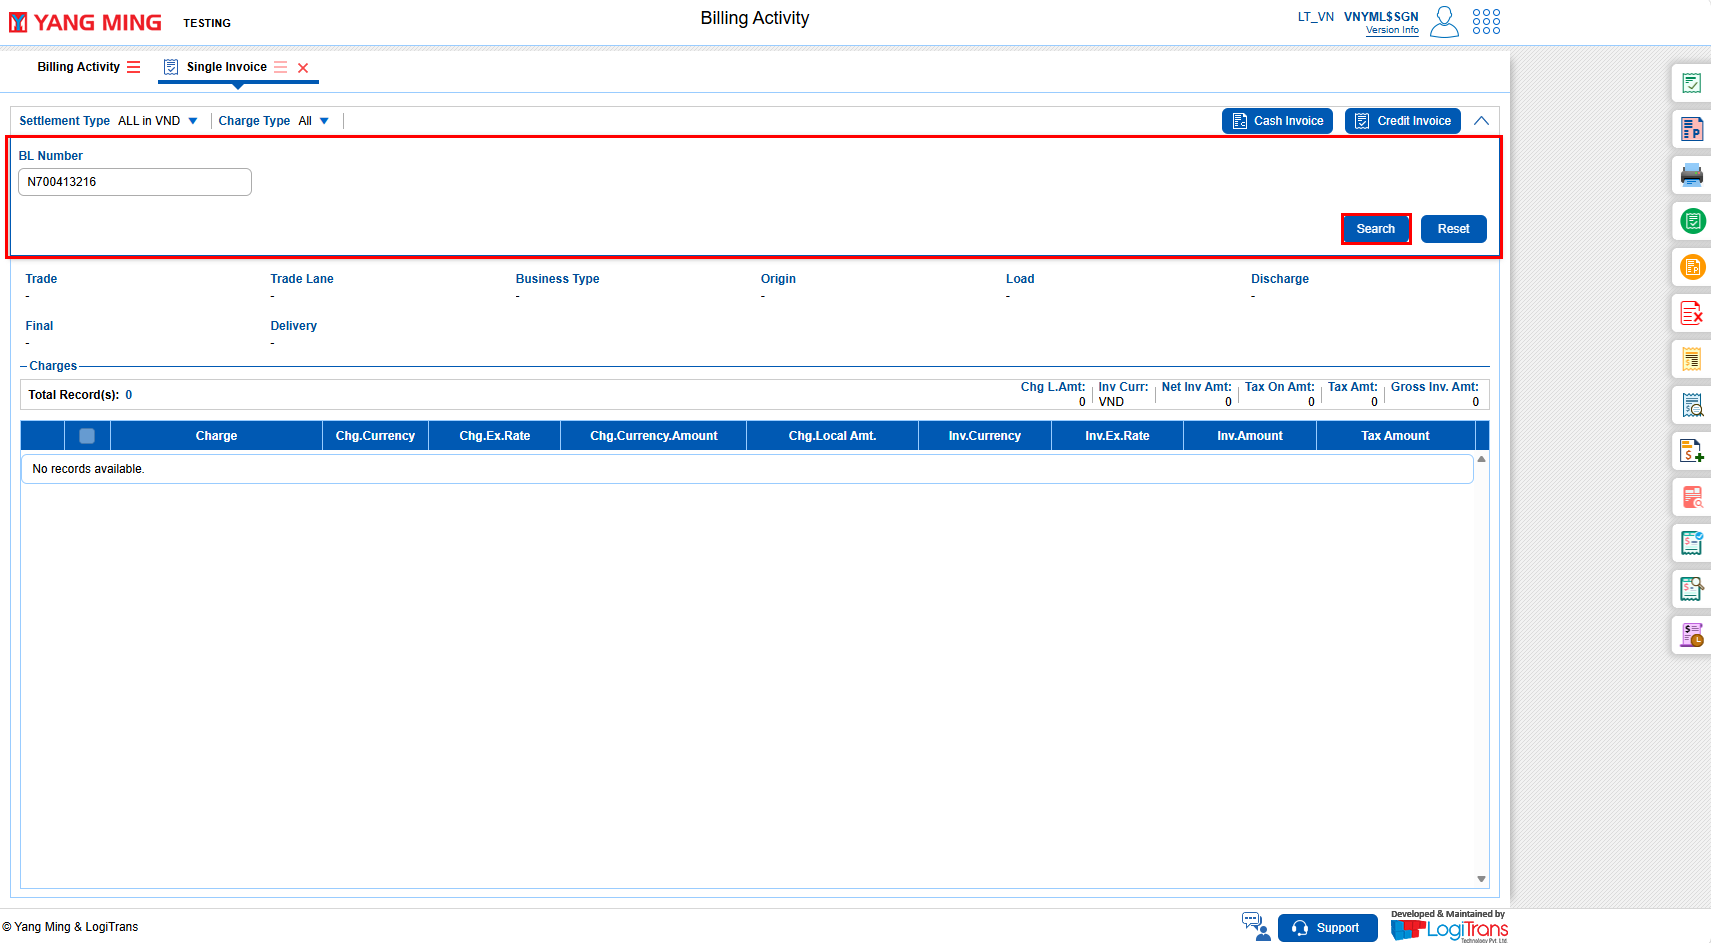 YANG MING TESTING
Billing Activity
LT_VN VNYML$SGN
Version Info
Billing Activity
Single Invoice
Settlement Type ALL in VND
Charge Type All
Cash Invoice
Credit Invoice
BL Number
N700413216
Search
Reset
Trade Trade Lane Business Type Origin Load Discharge
- - - - - -
Final Delivery
- -
Charges
Total Record(s): 0
Chg L.Amt: Inv Curr: Net Inv Amt: Tax On Amt: Tax Amt: Gross Inv. Amt:
0 VND 0 0 0 0
Charge Chg.Currency Chg.Ex.Rate Chg.Currency.Amount Chg.Local Amt. Inv.Currency Inv.Ex.Rate Inv.Amount Tax Amount
No records available.
© Yang Ming & LogiTrans
Support
Developed & Maintained by
LogiTrans
Technology Pvt. Ltd.